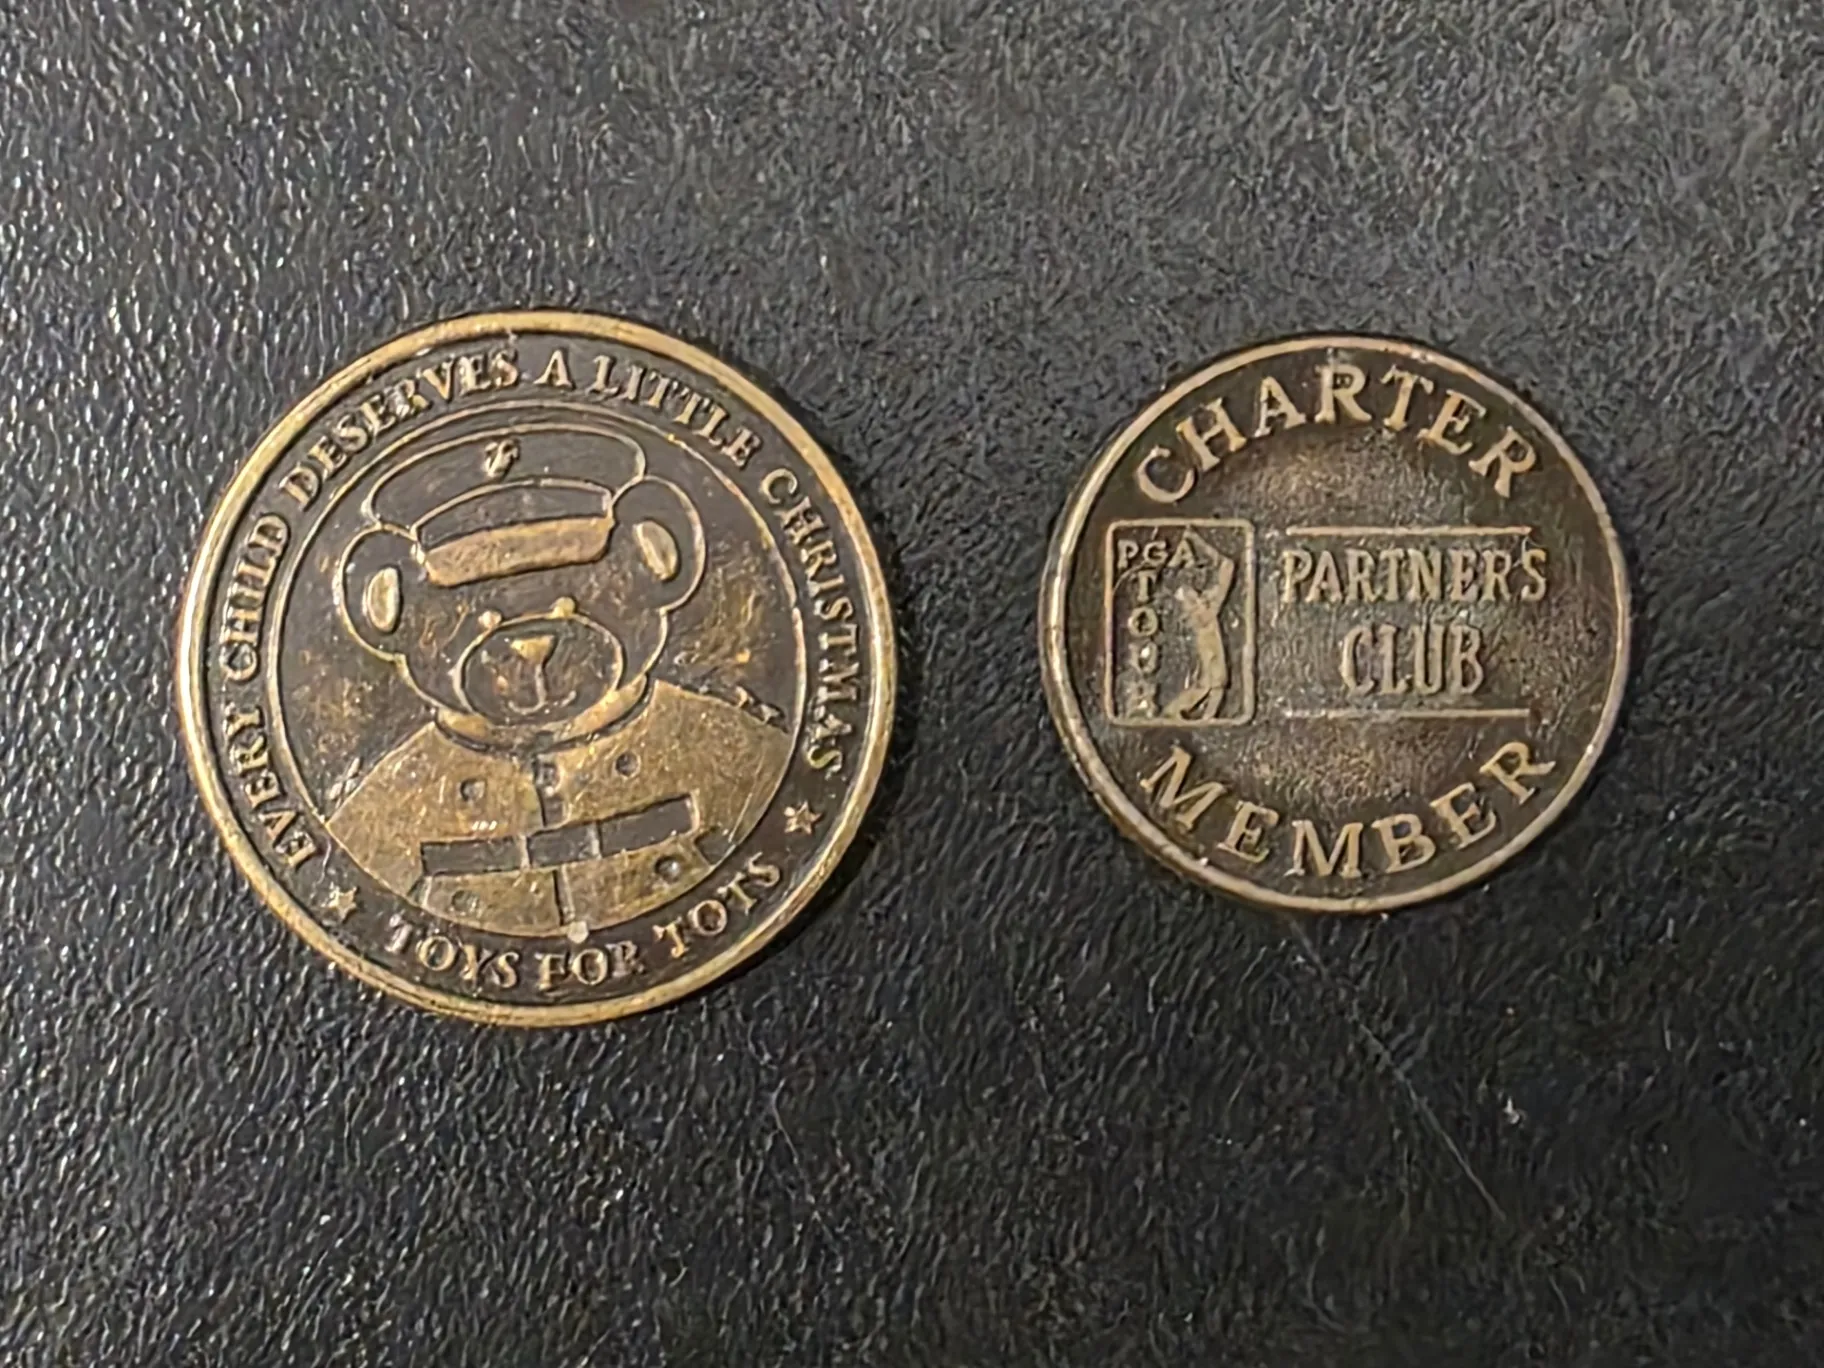 EVERY CHILD DESERVES A LITTLE CHRISTMAS
TOYS FOR TOTS
CHARTER
PGA
TOUR
PARTNERS
CLUB
MEMBER